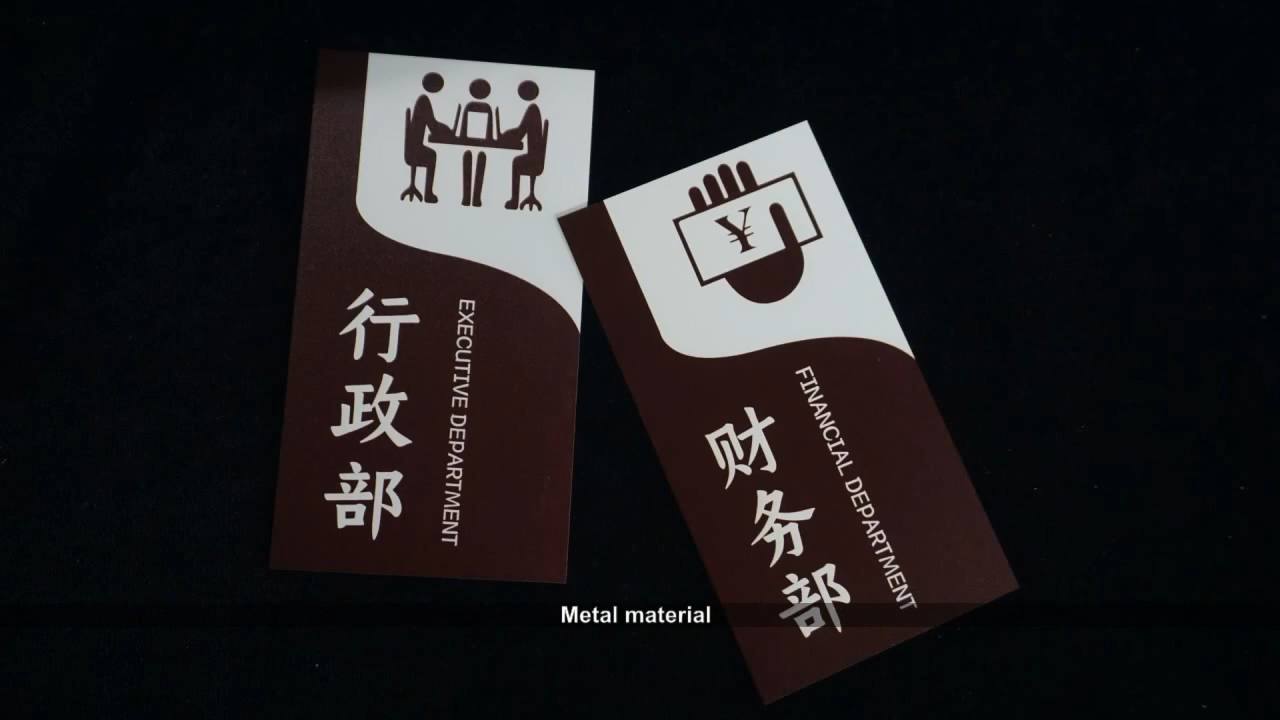 行政部
EXECUTIVE DEPARTMENT
¥
财务部
FINANCIAL DEPARTMENT
Metal material